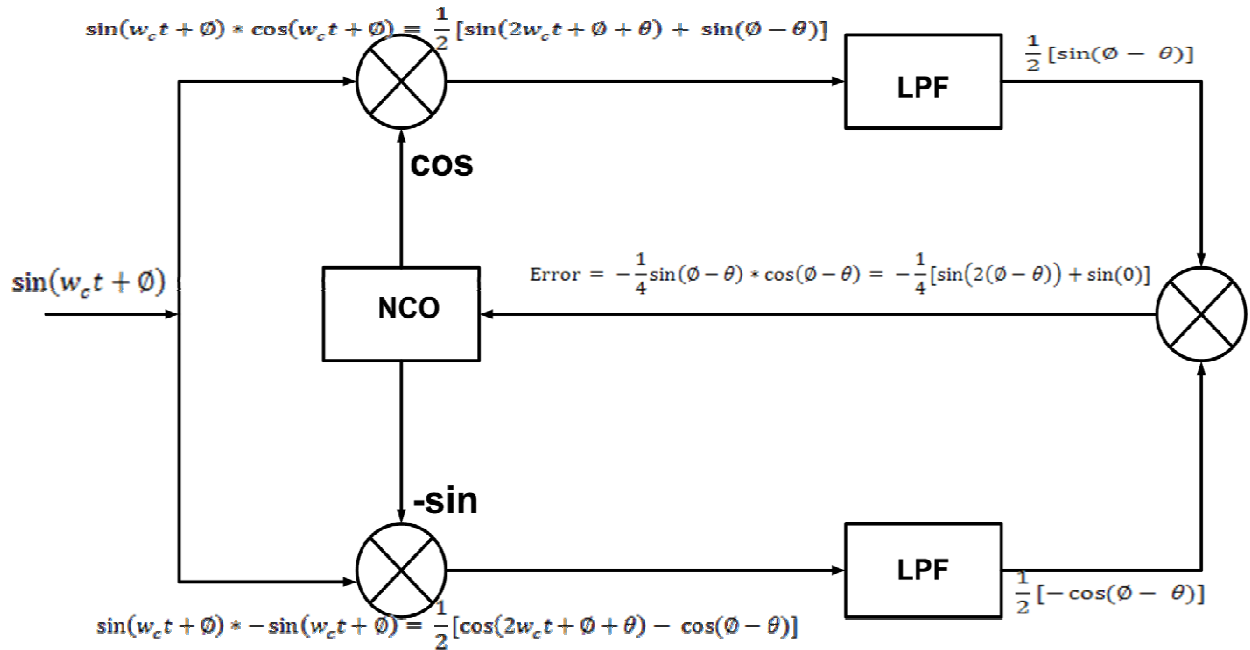 sin(w_c t + ∅) * cos(w_c t + ∅) = 1/2 [sin(2w_c t + ∅ + θ) + sin(∅ − θ)]
1/2 [sin(∅ − θ)]
LPF
cos
sin(w_c t + ∅)
Error = −1/4 sin(∅ − θ) * cos(∅ − θ) = −1/4 [sin(2(∅ − θ)) + sin(0)]
NCO
-sin
LPF
1/2 [−cos(∅ − θ)]
sin(w_c t + ∅) * −sin(w_c t + ∅) = 1/2 [cos(2w_c t + ∅ + θ) − cos(∅ − θ)]